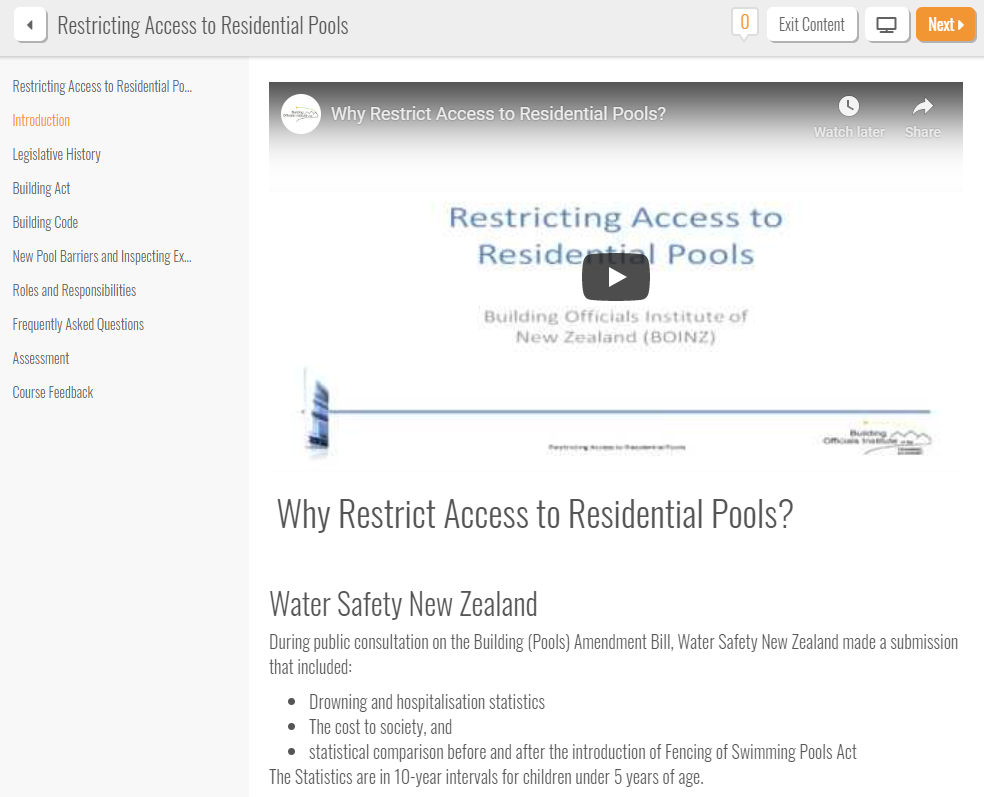 Restricting Access to Residential Pools
0
Exit Content
Next
Restricting Access to Residential Po...
Introduction
Legislative History
Building Act
Building Code
New Pool Barriers and Inspecting Ex...
Roles and Responsibilities
Frequently Asked Questions
Assessment
Course Feedback
Why Restrict Access to Residential Pools?
Watch later
Share
Restricting Access to
Residential Pools
Building Officials Institute of
New Zealand (BOINZ)
Restricting Access to Residential Pools
Building
Officials Institute
Why Restrict Access to Residential Pools?
Water Safety New Zealand
During public consultation on the Building (Pools) Amendment Bill, Water Safety New Zealand made a submission
that included:
Drowning and hospitalisation statistics
The cost to society, and
statistical comparison before and after the introduction of Fencing of Swimming Pools Act
The Statistics are in 10-year intervals for children under 5 years of age.